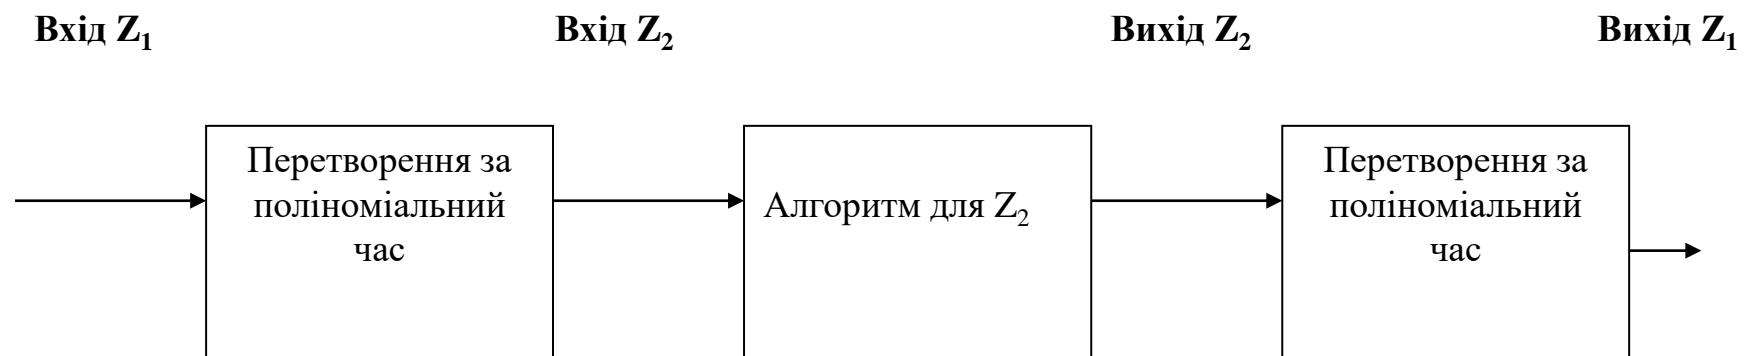 Вхід Z₁ Вхід Z₂ Вихід Z₂ Вихід Z₁
Перетворення за
поліноміальний
час
Алгоритм для Z₂
Перетворення за
поліноміальний
час